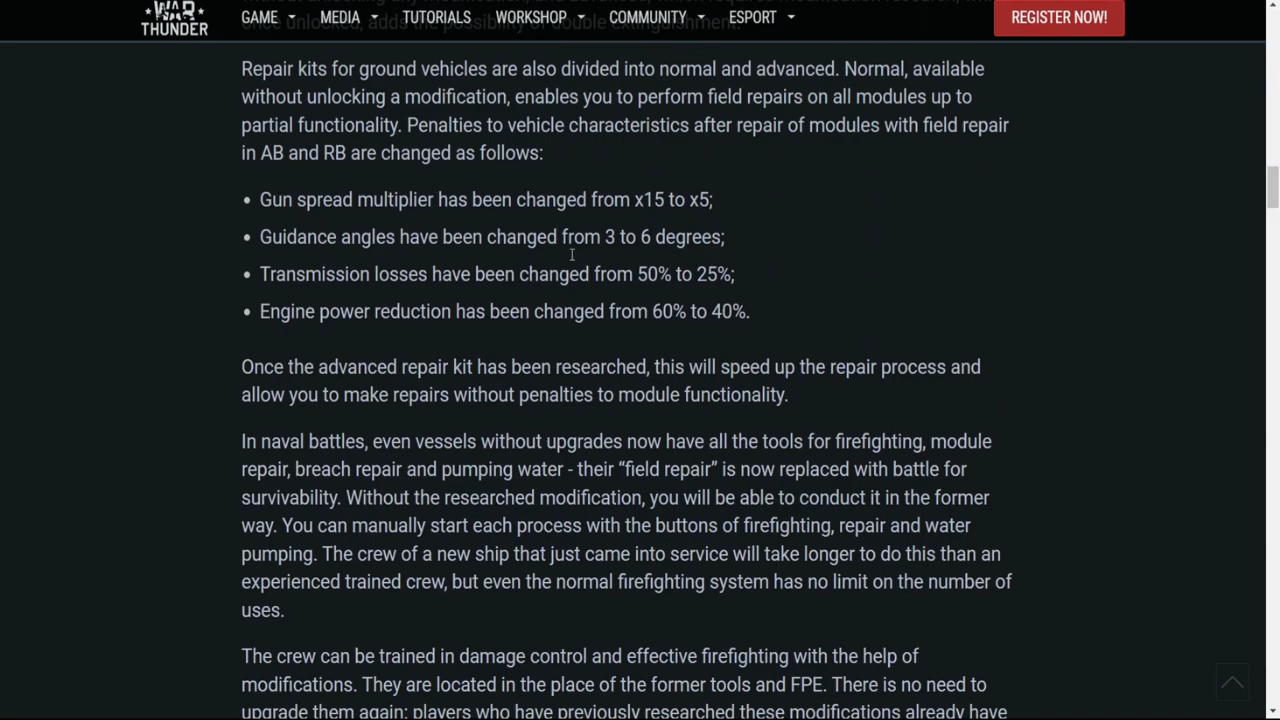 WAR
THUNDER
GAME MEDIA TUTORIALS WORKSHOP COMMUNITY ESPORT REGISTER NOW!
once unlocked, adds the possibility of double extinguishment.
Repair kits for ground vehicles are also divided into normal and advanced. Normal, available
without unlocking a modification, enables you to perform field repairs on all modules up to
partial functionality. Penalties to vehicle characteristics after repair of modules with field repair
in AB and RB are changed as follows:
• Gun spread multiplier has been changed from x15 to x5;
• Guidance angles have been changed from 3 to 6 degrees;
• Transmission losses have been changed from 50% to 25%;
• Engine power reduction has been changed from 60% to 40%.
Once the advanced repair kit has been researched, this will speed up the repair process and
allow you to make repairs without penalties to module functionality.
In naval battles, even vessels without upgrades now have all the tools for firefighting, module
repair, breach repair and pumping water - their “field repair” is now replaced with battle for
survivability. Without the researched modification, you will be able to conduct it in the former
way. You can manually start each process with the buttons of firefighting, repair and water
pumping. The crew of a new ship that just came into service will take longer to do this than an
experienced trained crew, but even the normal firefighting system has no limit on the number of
uses.
The crew can be trained in damage control and effective firefighting with the help of
modifications. They are located in the place of the former tools and FPE. There is no need to
upgrade them again: players who have previously researched these modifications already have